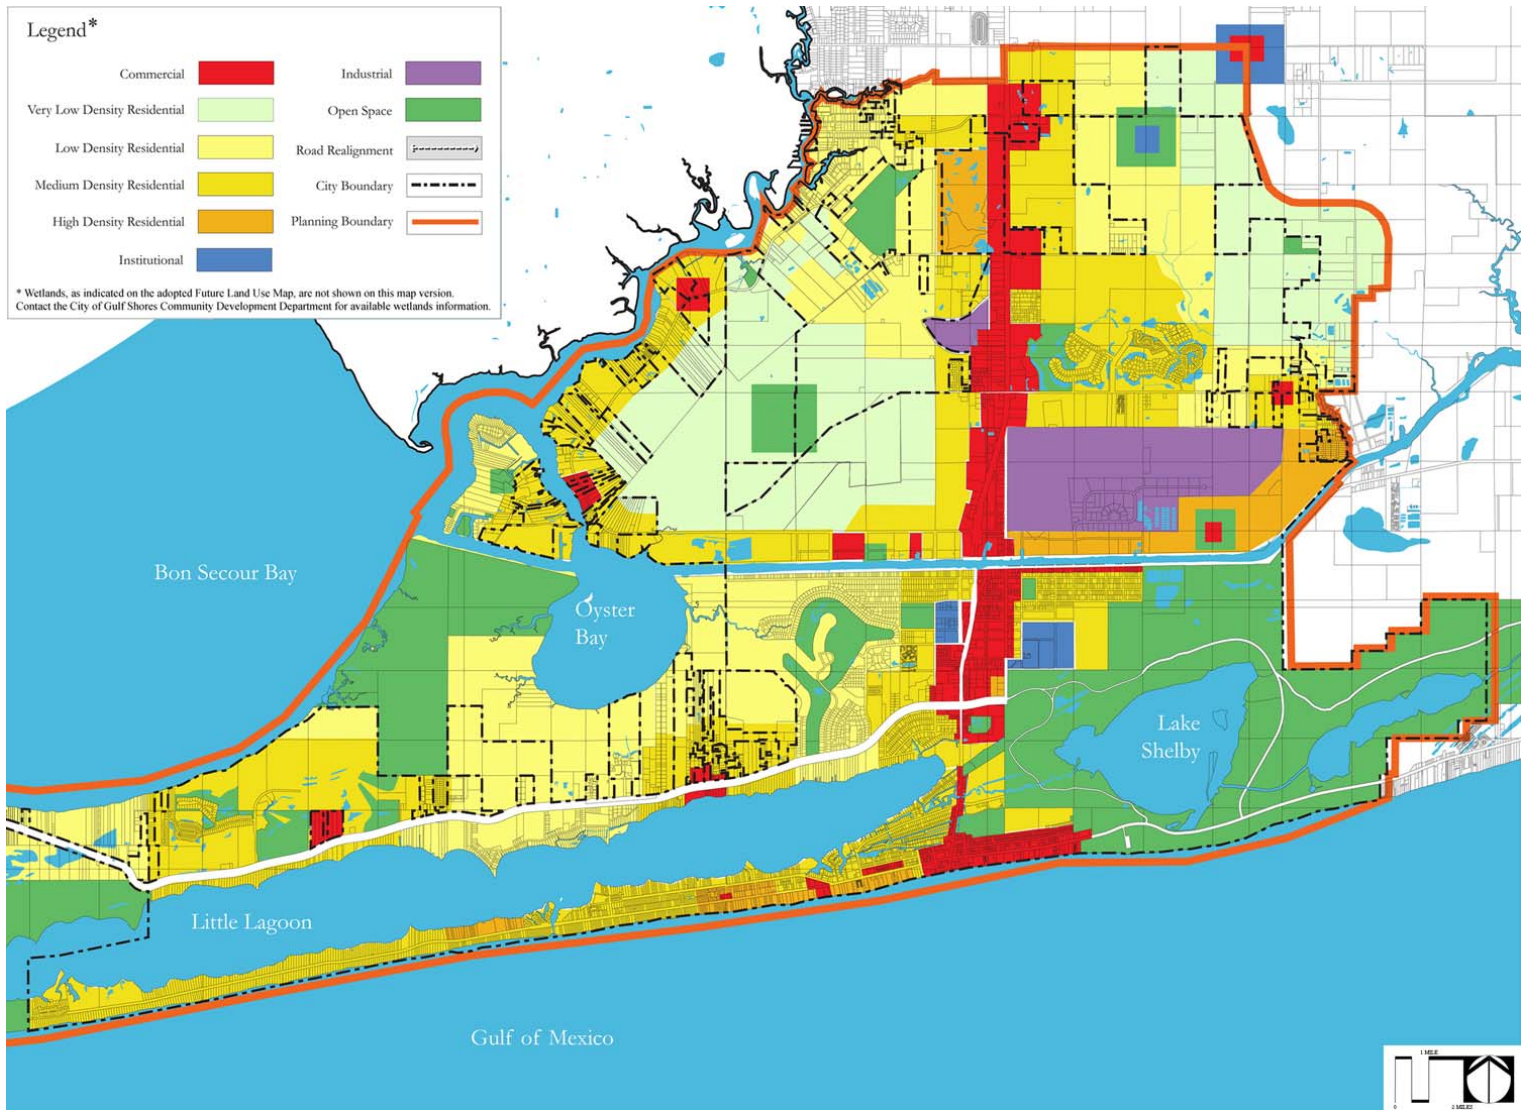 Legend*
Commercial
Industrial
Very Low Density Residential
Open Space
Low Density Residential
Road Realignment
Medium Density Residential
City Boundary
High Density Residential
Planning Boundary
Institutional
* Wetlands, as indicated on the adopted Future Land Use Map, are not shown on this map version.
Contact the City of Gulf Shores Community Development Department for available wetlands information.
Bon Secour Bay
Oyster
Bay
Lake
Shelby
Little Lagoon
Gulf of Mexico
1 MILE
0
2 MILES